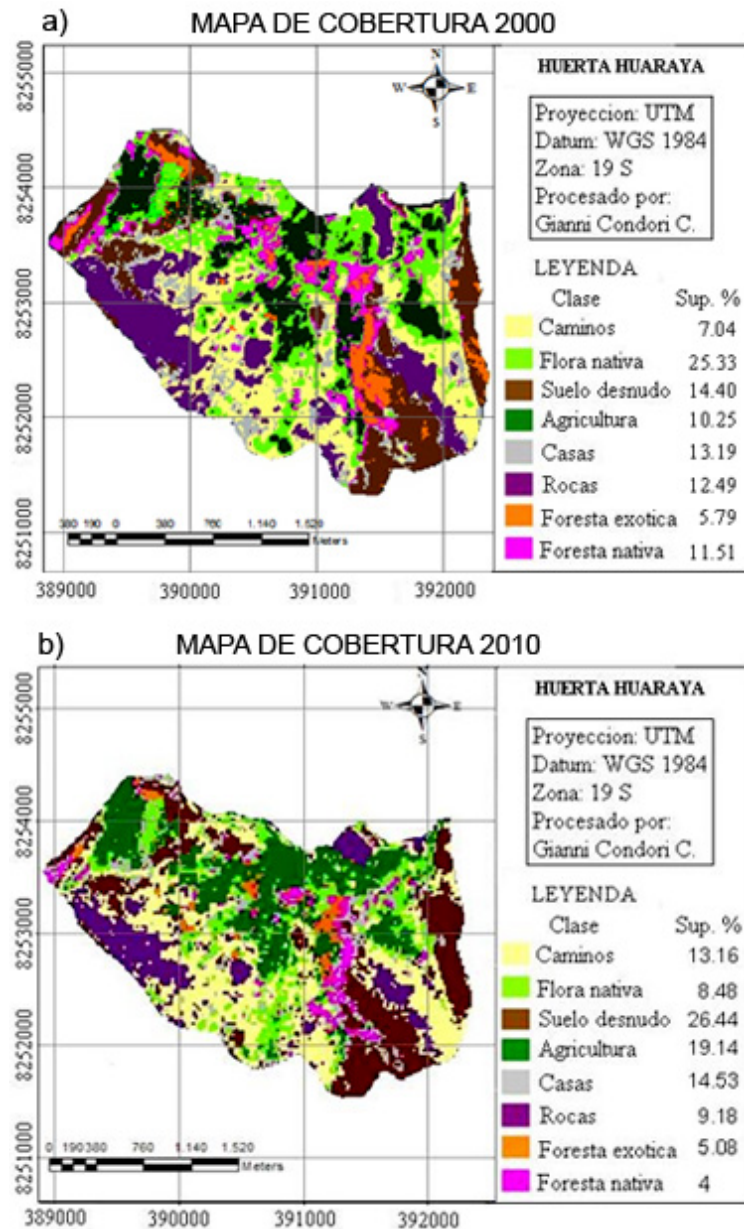 a) MAPA DE COBERTURA 2000
N
W E
S
8255000
8254000
8253000
8252000
8251000
389000 390000 391000 392000
380 190 0 380 760 1.140 1.520
Meters
HUERTA HUARAYA
Proyeccion: UTM
Datum: WGS 1984
Zona: 19 S
Procesado por:
Gianni Condori C.
LEYENDA
Clase Sup. %
Caminos 7.04
Flora nativa 25.33
Suelo desnudo 14.40
Agricultura 10.25
Casas 13.19
Rocas 12.49
Foresta exotica 5.79
Foresta nativa 11.51
b) MAPA DE COBERTURA 2010
N
W E
S
8255000
8254000
8253000
8252000
8251000
389000 390000 391000 392000
0 190 380 760 1.140 1.520
Meters
HUERTA HUARAYA
Proyeccion: UTM
Datum: WGS 1984
Zona: 19 S
Procesado por:
Gianni Condori C.
LEYENDA
Clase Sup. %
Caminos 13.16
Flora nativa 8.48
Suelo desnudo 26.44
Agricultura 19.14
Casas 14.53
Rocas 9.18
Foresta exotica 5.08
Foresta nativa 4